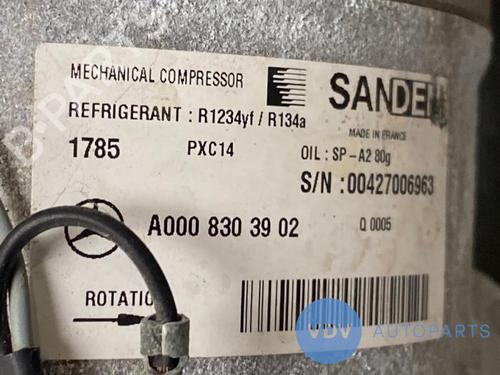 MECHANICAL COMPRESSOR
SANDEN
REFRIGERANT : R1234yf / R134a
MADE IN FRANCE
1785 PXC14 OIL : SP-A2 80g
S/N : 00427006963
A000 830 39 02 Q 0005
ROTATIO
VDV AUTOPARTS